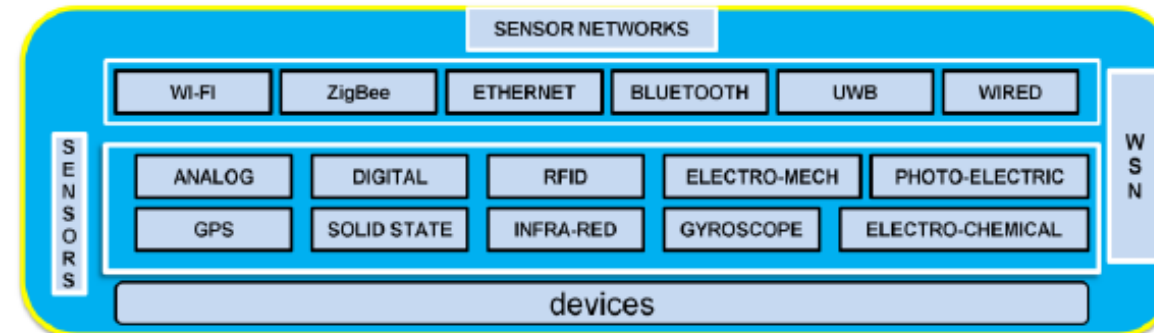 SENSOR NETWORKS
WI-FI ZigBee ETHERNET BLUETOOTH UWB WIRED
SENSORS
WSN
ANALOG DIGITAL RFID ELECTRO-MECH PHOTO-ELECTRIC
GPS SOLID STATE INFRA-RED GYROSCOPE ELECTRO-CHEMICAL
devices